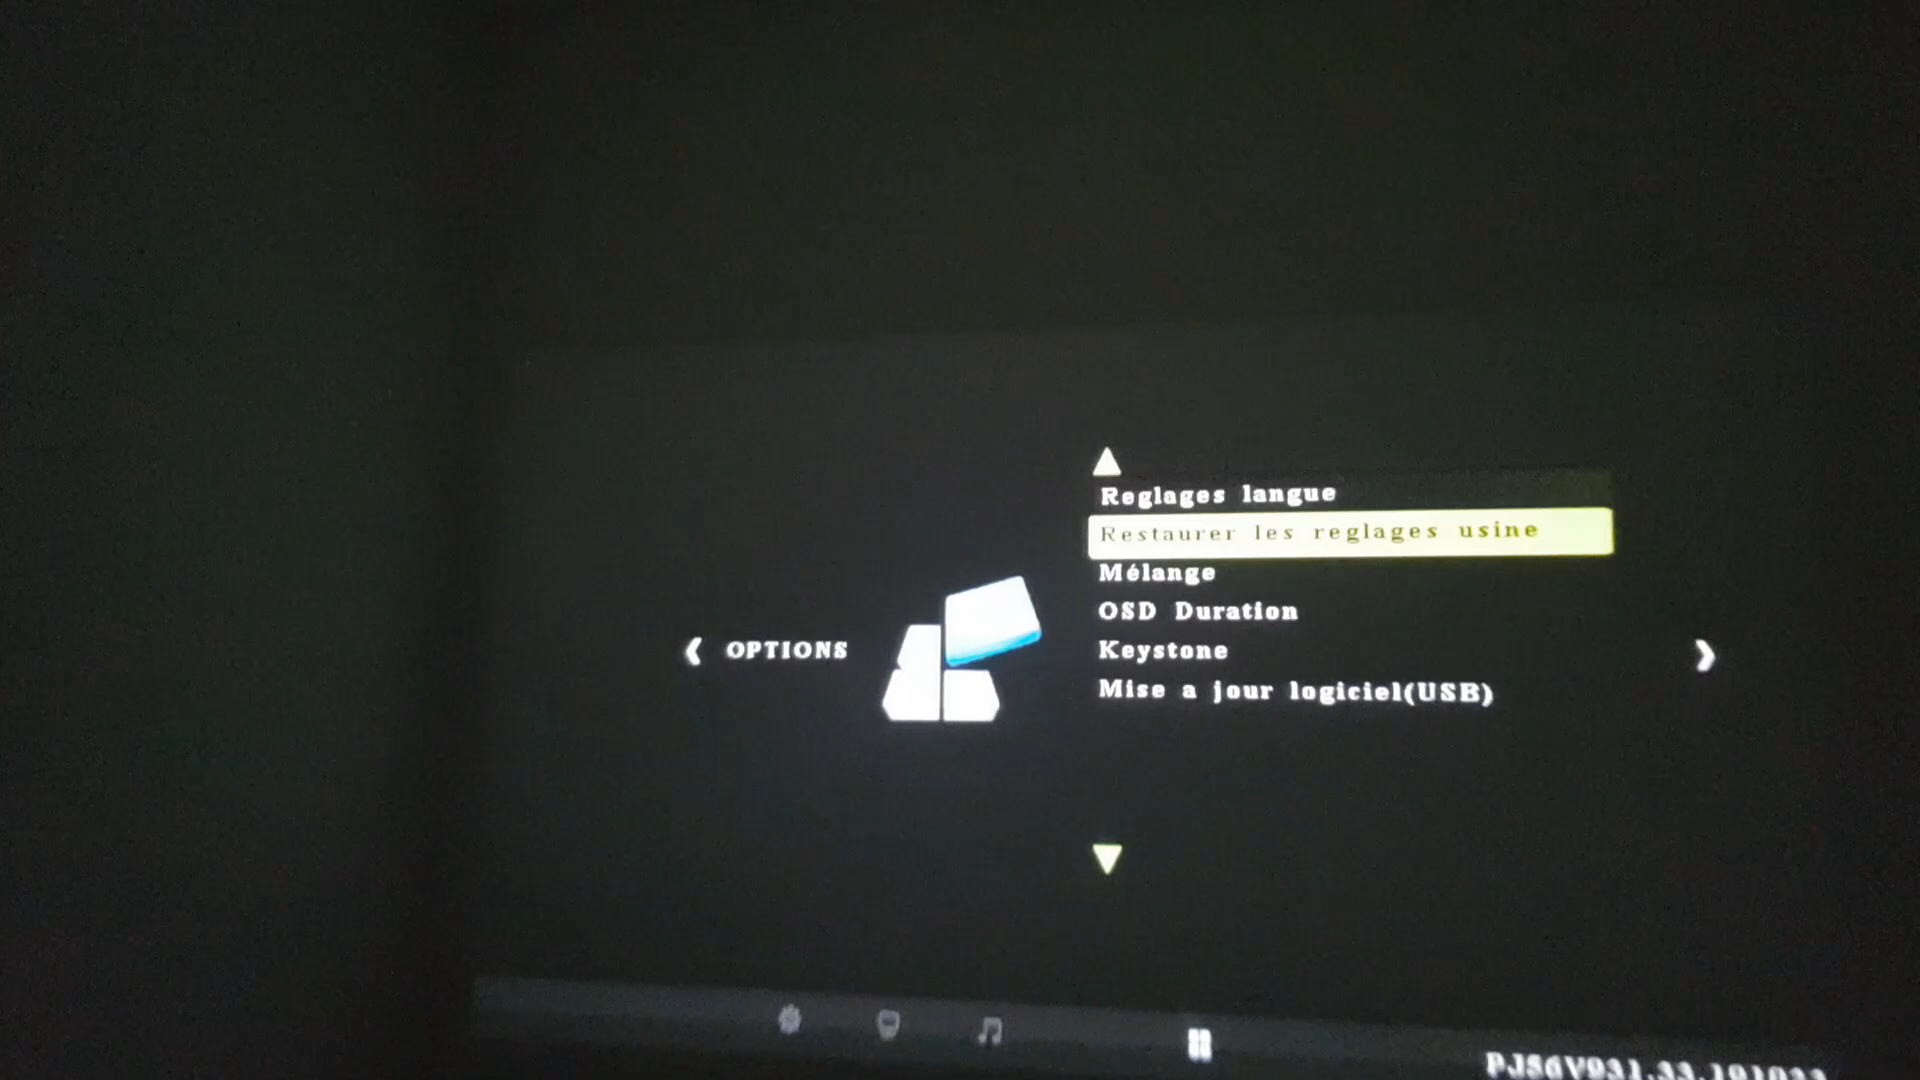 Reglages langue
Restaurer les reglages usine
Mélange
OSD Duration
OPTIONS
Keystone
Mise a jour logiciel(USB)